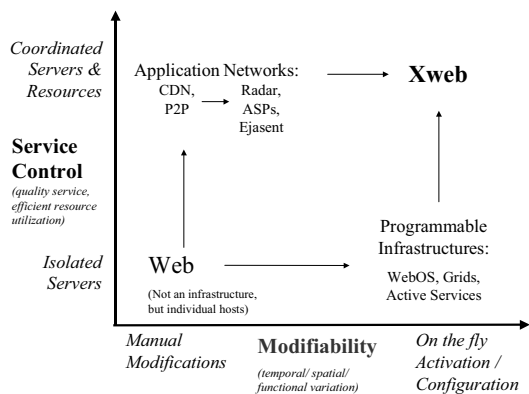 Coordinated
Servers &
Resources
Application Networks:
CDN,
P2P
Radar,
ASPs,
Ejasent
Xweb
Service
Control
(quality service,
efficient resource
utilization)
Isolated
Servers
Web
(Not an infrastructure,
but individual hosts)
Programmable
Infrastructures:
WebOS, Grids,
Active Services
Manual
Modifications
Modifiability
(temporal/ spatial/
functional variation)
On the fly
Activation /
Configuration